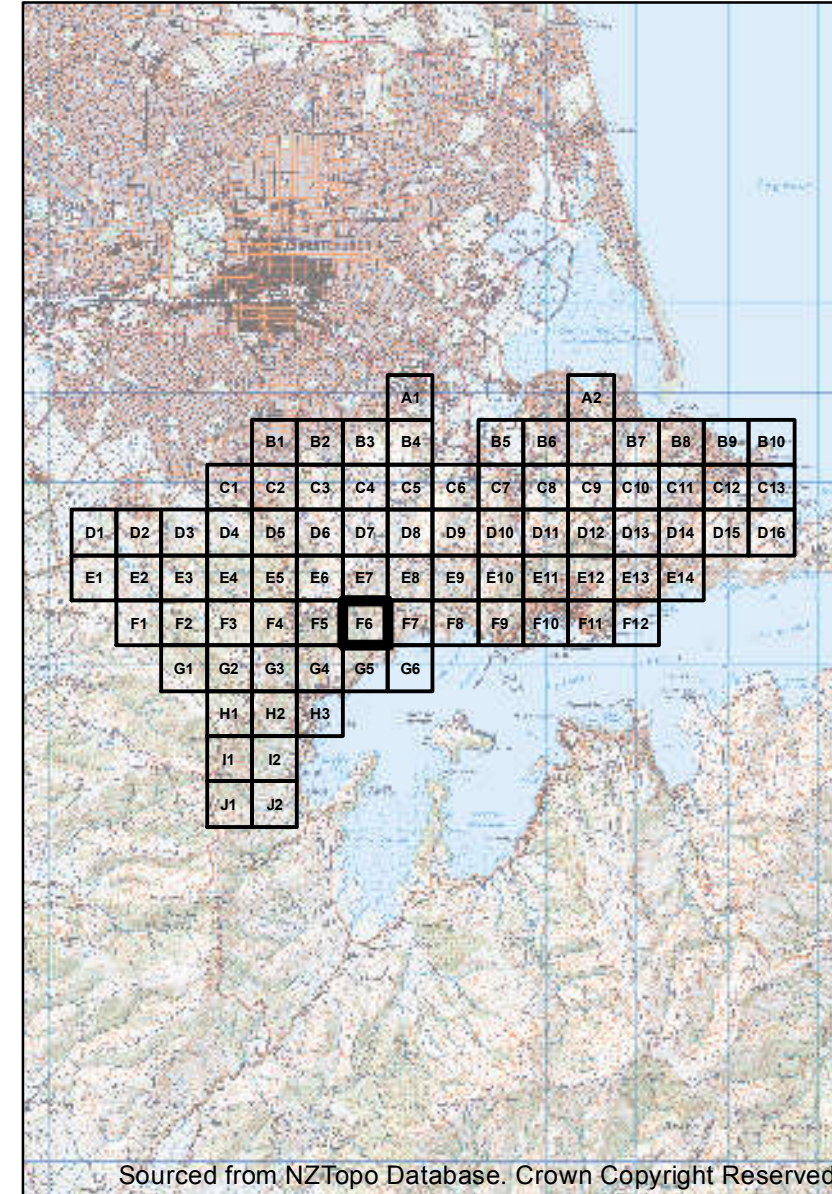 A1 A2
B1 B2 B3 B4 B5 B6 B7 B8 B9 B10
C1 C2 C3 C4 C5 C6 C7 C8 C9 C10 C11 C12 C13
D1 D2 D3 D4 D5 D6 D7 D8 D9 D10 D11 D12 D13 D14 D15 D16
E1 E2 E3 E4 E5 E6 E7 E8 E9 E10 E11 E12 E13 E14
F1 F2 F3 F4 F5 F6 F7 F8 F9 F10 F11 F12
G1 G2 G3 G4 G5 G6
H1 H2 H3
I1 I2
J1 J2
Sourced from NZTopo Database. Crown Copyright Reserved